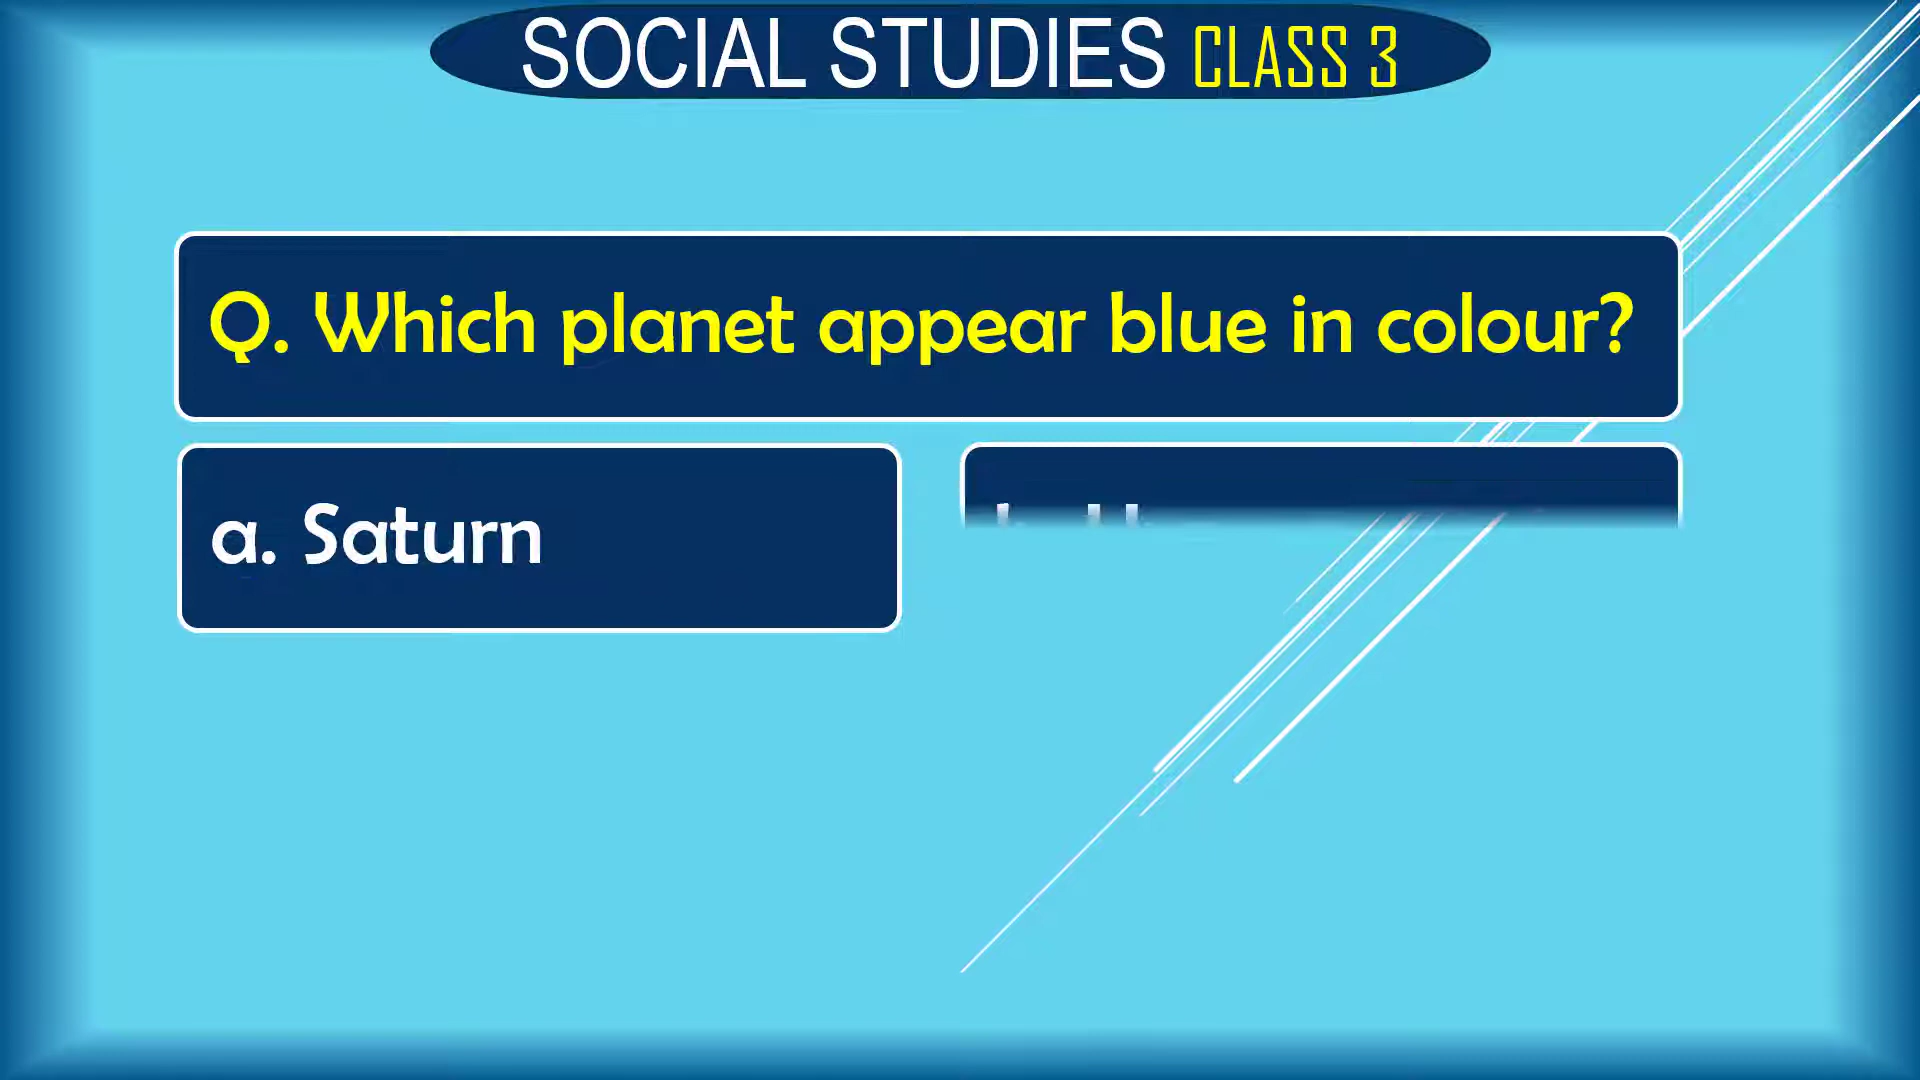 SOCIAL STUDIES CLASS 3
Q. Which planet appear blue in colour?
a. Saturn